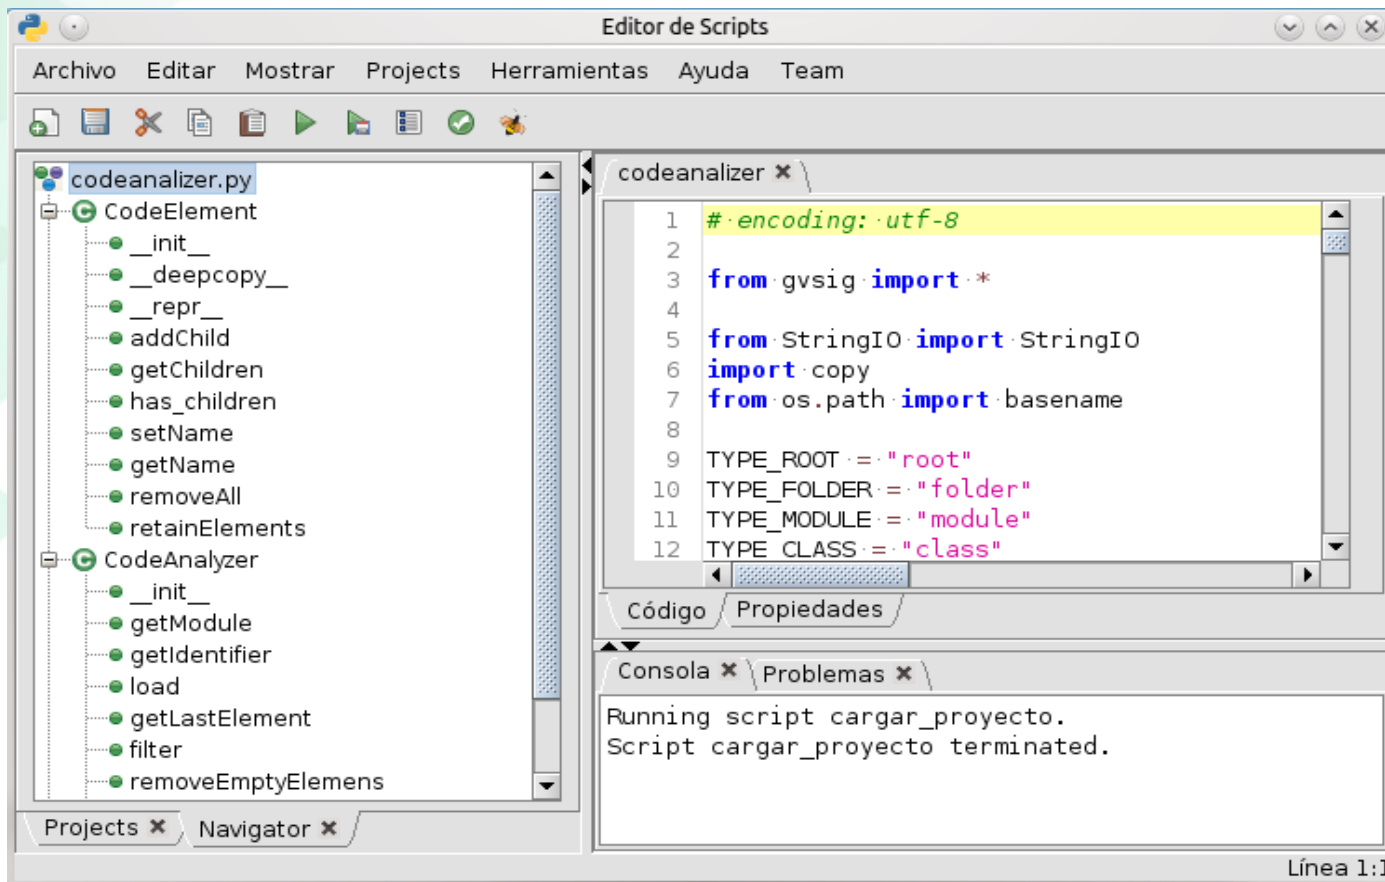 Editor de Scripts
Archivo Editar Mostrar Projects Herramientas Ayuda Team
codeanalizer.py
CodeElement
__init__
__deepcopy__
__repr__
addChild
getChildren
has_children
setName
getName
removeAll
retainElements
CodeAnalyzer
__init__
getModule
getIdentifier
load
getLastElement
filter
removeEmptyElemens
Projects Navigator
codeanalizer
1 # encoding: utf-8
2
3 from gvsig import *
4
5 from StringIO import StringIO
6 import copy
7 from os.path import basename
8
9 TYPE_ROOT = "root"
10 TYPE_FOLDER = "folder"
11 TYPE_MODULE = "module"
12 TYPE_CLASS = "class"
Código Propiedades
Consola Problemas
Running script cargar_proyecto.
Script cargar_proyecto terminated.
Línea 1:1